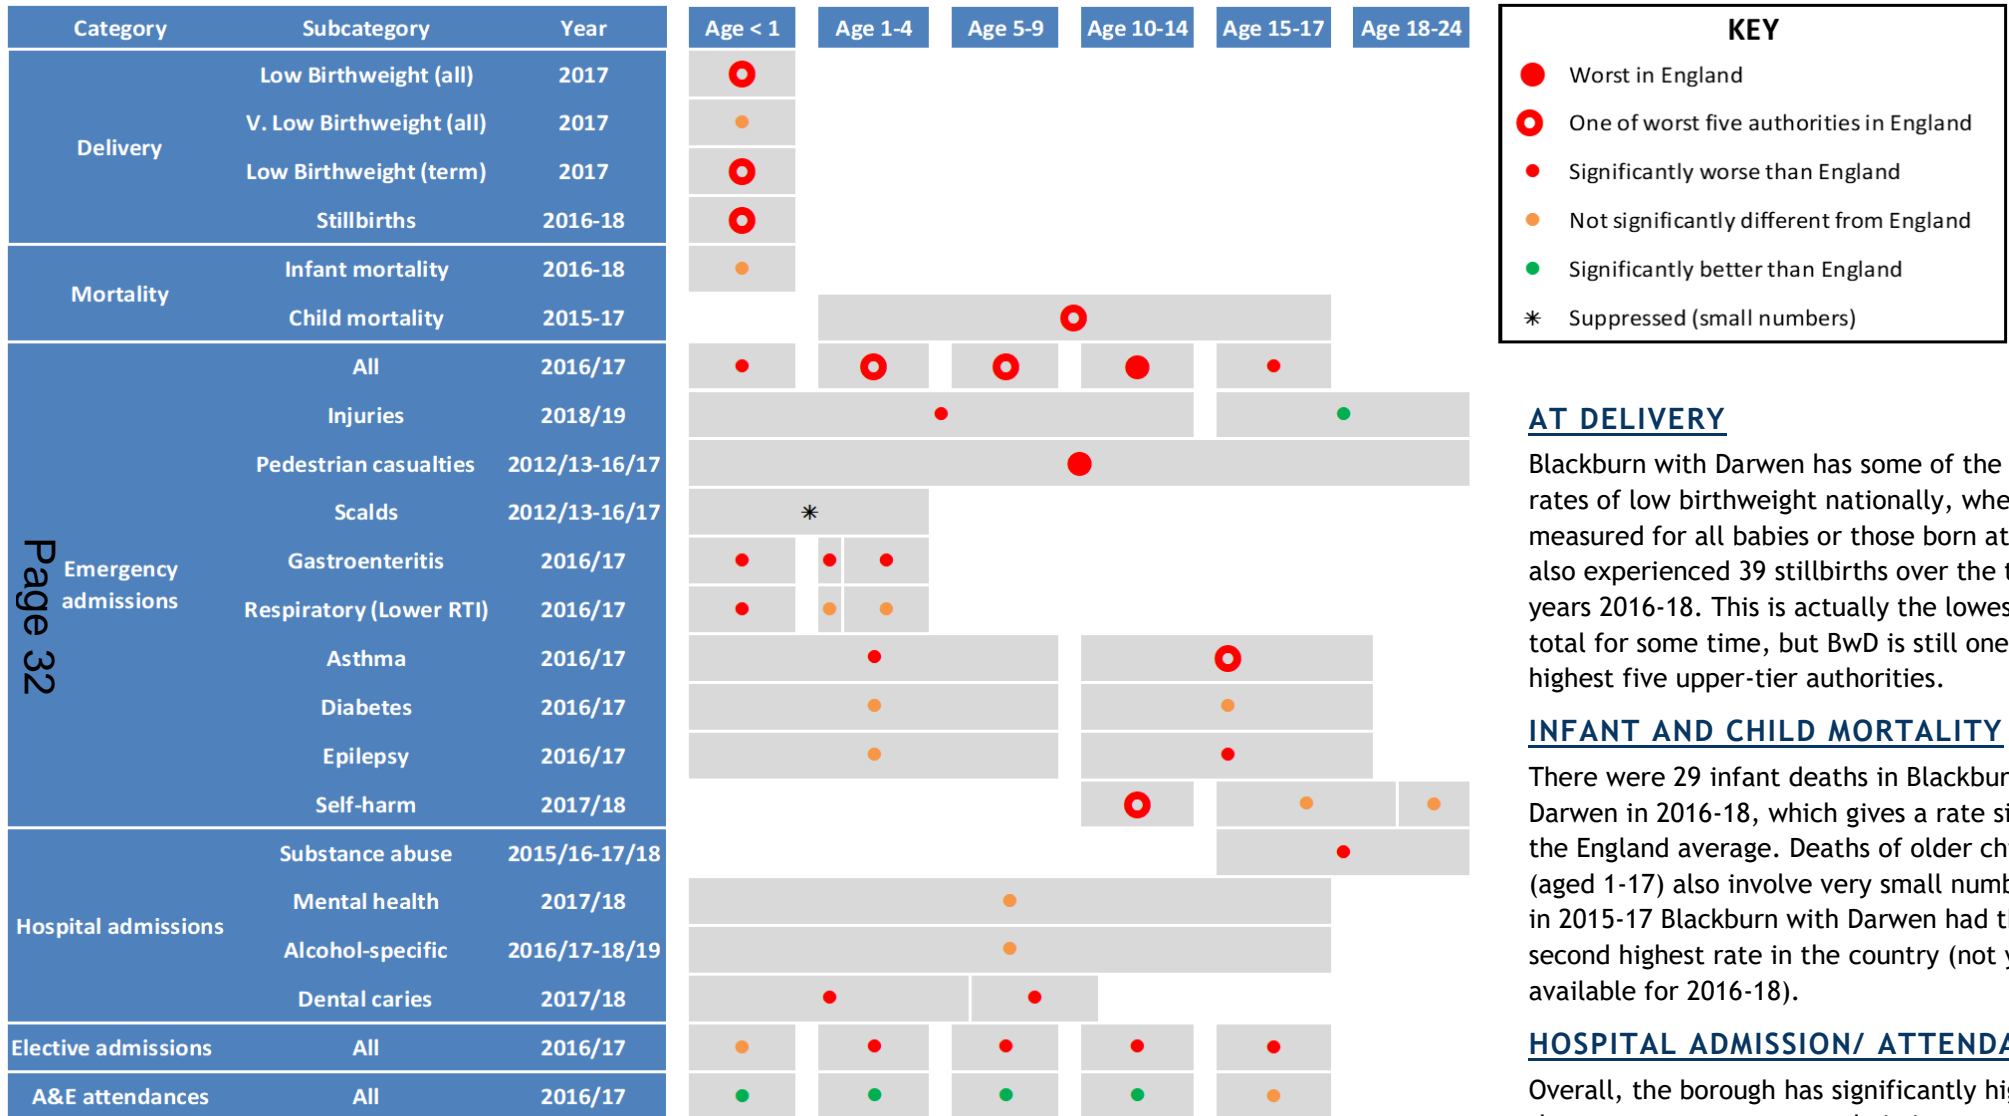 Category Subcategory Year Age < 1 Age 1-4 Age 5-9 Age 10-14 Age 15-17 Age 18-24
Delivery
Low Birthweight (all) 2017
V. Low Birthweight (all) 2017
Low Birthweight (term) 2017
Stillbirths 2016-18
Mortality
Infant mortality 2016-18
Child mortality 2015-17
Emergency admissions
All 2016/17
Injuries 2018/19
Pedestrian casualties 2012/13-16/17
Scalds 2012/13-16/17 *
Gastroenteritis 2016/17
Respiratory (Lower RTI) 2016/17
Asthma 2016/17
Diabetes 2016/17
Epilepsy 2016/17
Self-harm 2017/18
Hospital admissions
Substance abuse 2015/16-17/18
Mental health 2017/18
Alcohol-specific 2016/17-18/19
Dental caries 2017/18
Elective admissions All 2016/17
A&E attendances All 2016/17
Page 32
KEY
Worst in England
One of worst five authorities in England
Significantly worse than England
Not significantly different from England
Significantly better than England
* Suppressed (small numbers)
AT DELIVERY
Blackburn with Darwen has some of the
rates of low birthweight nationally, whe
measured for all babies or those born at
also experienced 39 stillbirths over the t
years 2016-18. This is actually the lowes
total for some time, but BwD is still one
highest five upper-tier authorities.
INFANT AND CHILD MORTALITY
There were 29 infant deaths in Blackbur
Darwen in 2016-18, which gives a rate si
the England average. Deaths of older ch
(aged 1-17) also involve very small numb
in 2015-17 Blackburn with Darwen had th
second highest rate in the country (not y
available for 2016-18).
HOSPITAL ADMISSION/ ATTENDA
Overall, the borough has significantly hig